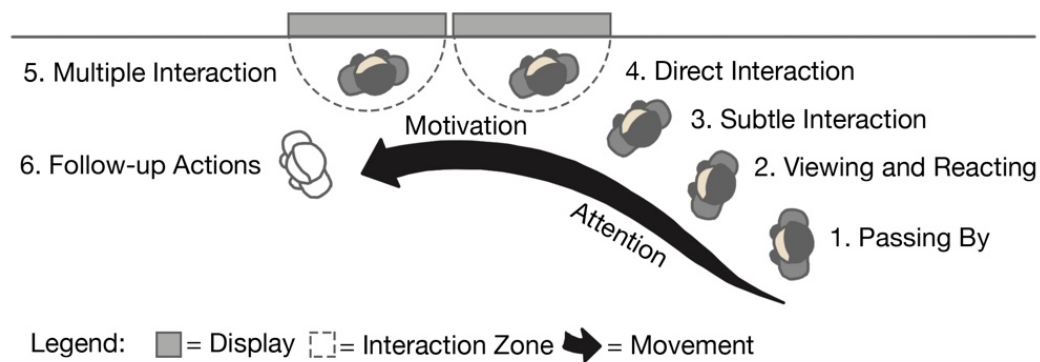 5. Multiple Interaction
4. Direct Interaction
Motivation
3. Subtle Interaction
6. Follow-up Actions
2. Viewing and Reacting
Attention
1. Passing By
Legend: = Display = Interaction Zone = Movement